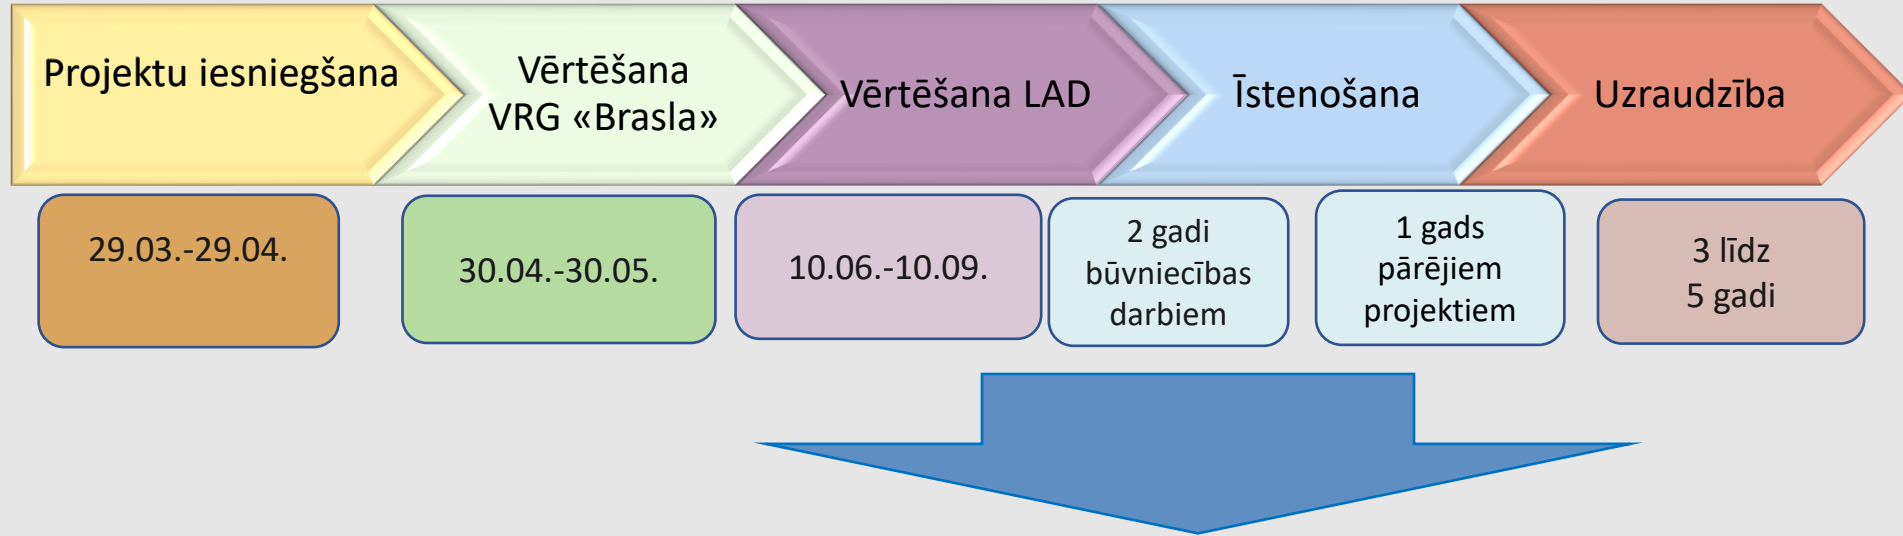 Projektu iesniegšana
Vērtēšana
VRG «Brasla»
Vērtēšana LAD
Īstenošana
Uzraudzība
29.03.-29.04.
30.04.-30.05.
10.06.-10.09.
2 gadi
būvniecības
darbiem
1 gads
pārējiem
projektiem
3 līdz
5 gadi